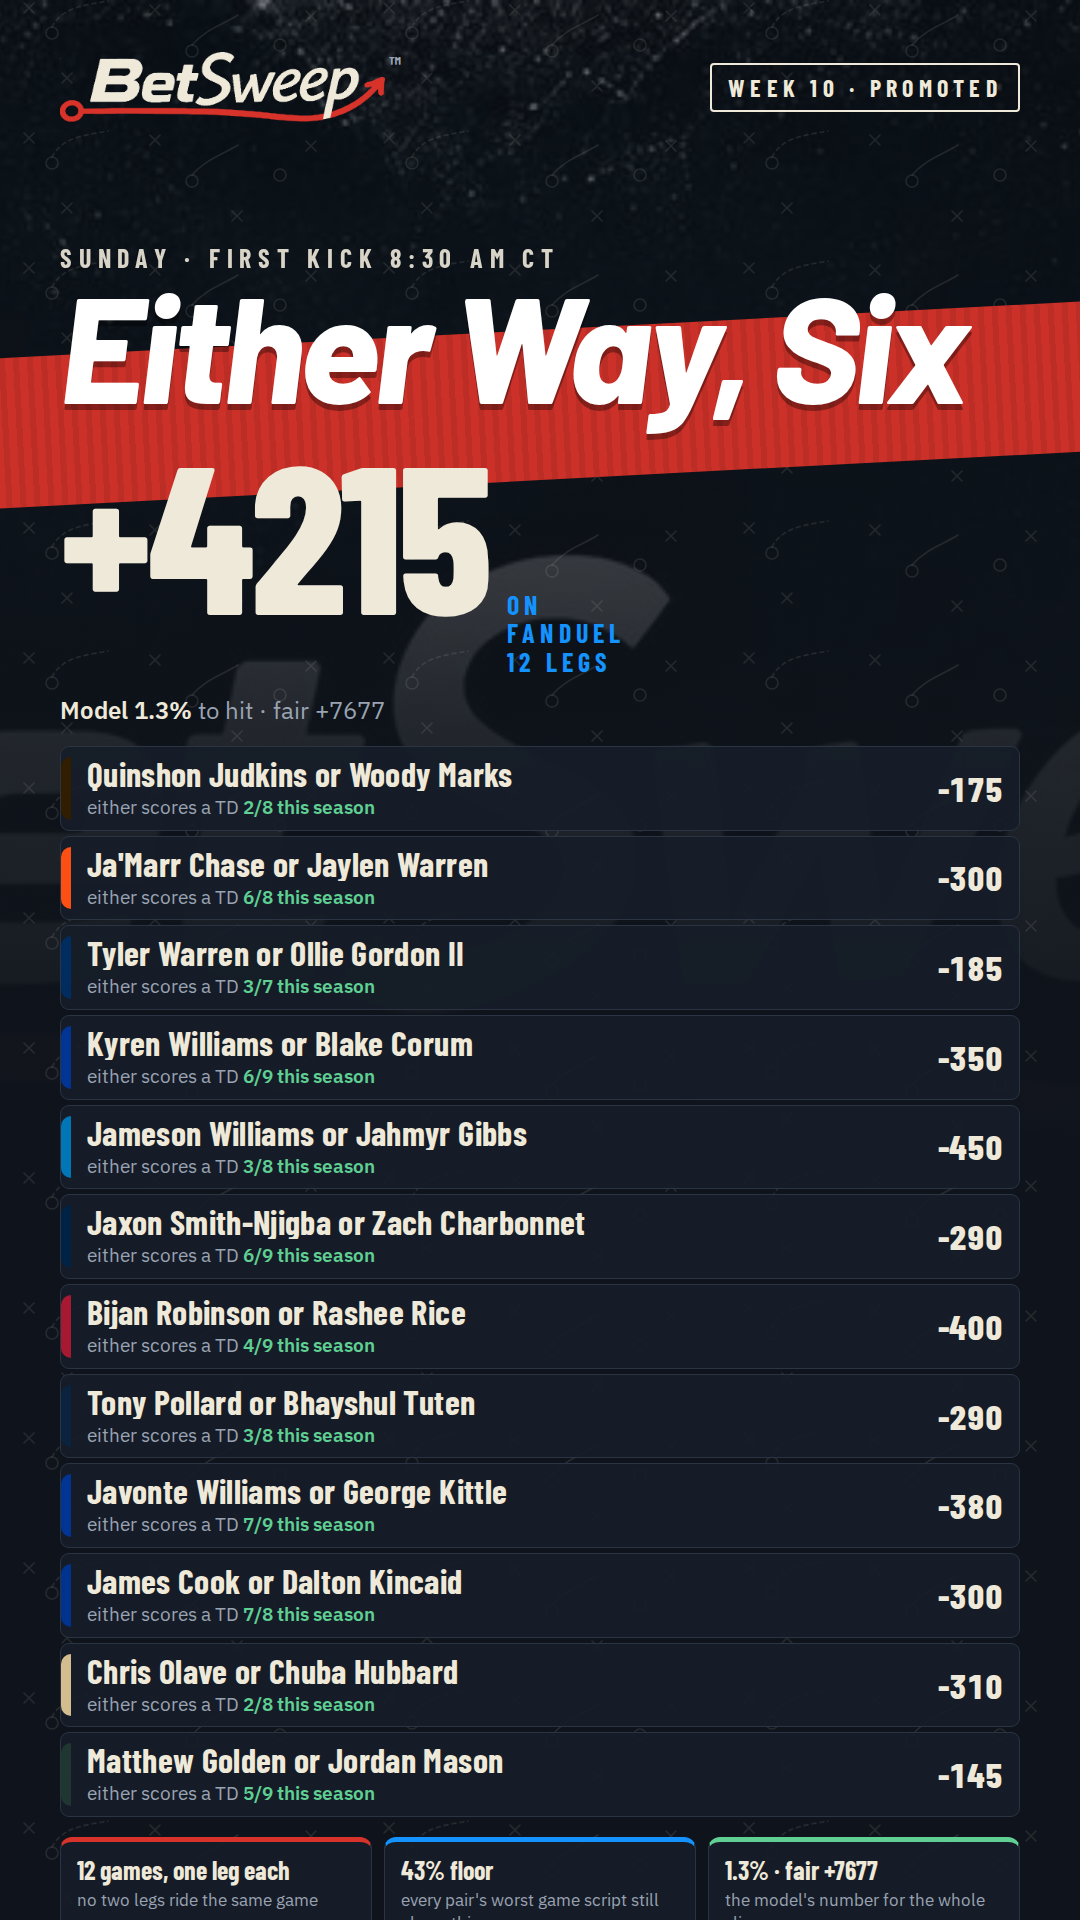 BetSweep™
WEEK 10 · PROMOTED
SUNDAY · FIRST KICK 8:30 AM CT
Either Way, Six
+4215
ON
FANDUEL
12 LEGS
Model 1.3% to hit · fair +7677
Quinshon Judkins or Woody Marks
either scores a TD 2/8 this season
-175
Ja'Marr Chase or Jaylen Warren
either scores a TD 6/8 this season
-300
Tyler Warren or Ollie Gordon II
either scores a TD 3/7 this season
-185
Kyren Williams or Blake Corum
either scores a TD 6/9 this season
-350
Jameson Williams or Jahmyr Gibbs
either scores a TD 3/8 this season
-450
Jaxon Smith-Njigba or Zach Charbonnet
either scores a TD 6/9 this season
-290
Bijan Robinson or Rashee Rice
either scores a TD 4/9 this season
-400
Tony Pollard or Bhayshul Tuten
either scores a TD 3/8 this season
-290
Javonte Williams or George Kittle
either scores a TD 7/9 this season
-380
James Cook or Dalton Kincaid
either scores a TD 7/8 this season
-300
Chris Olave or Chuba Hubbard
either scores a TD 2/8 this season
-310
Matthew Golden or Jordan Mason
either scores a TD 5/9 this season
-145
12 games, one leg each
no two legs ride the same game
43% floor
every pair's worst game script still
1.3% · fair +7677
the model's number for the whole